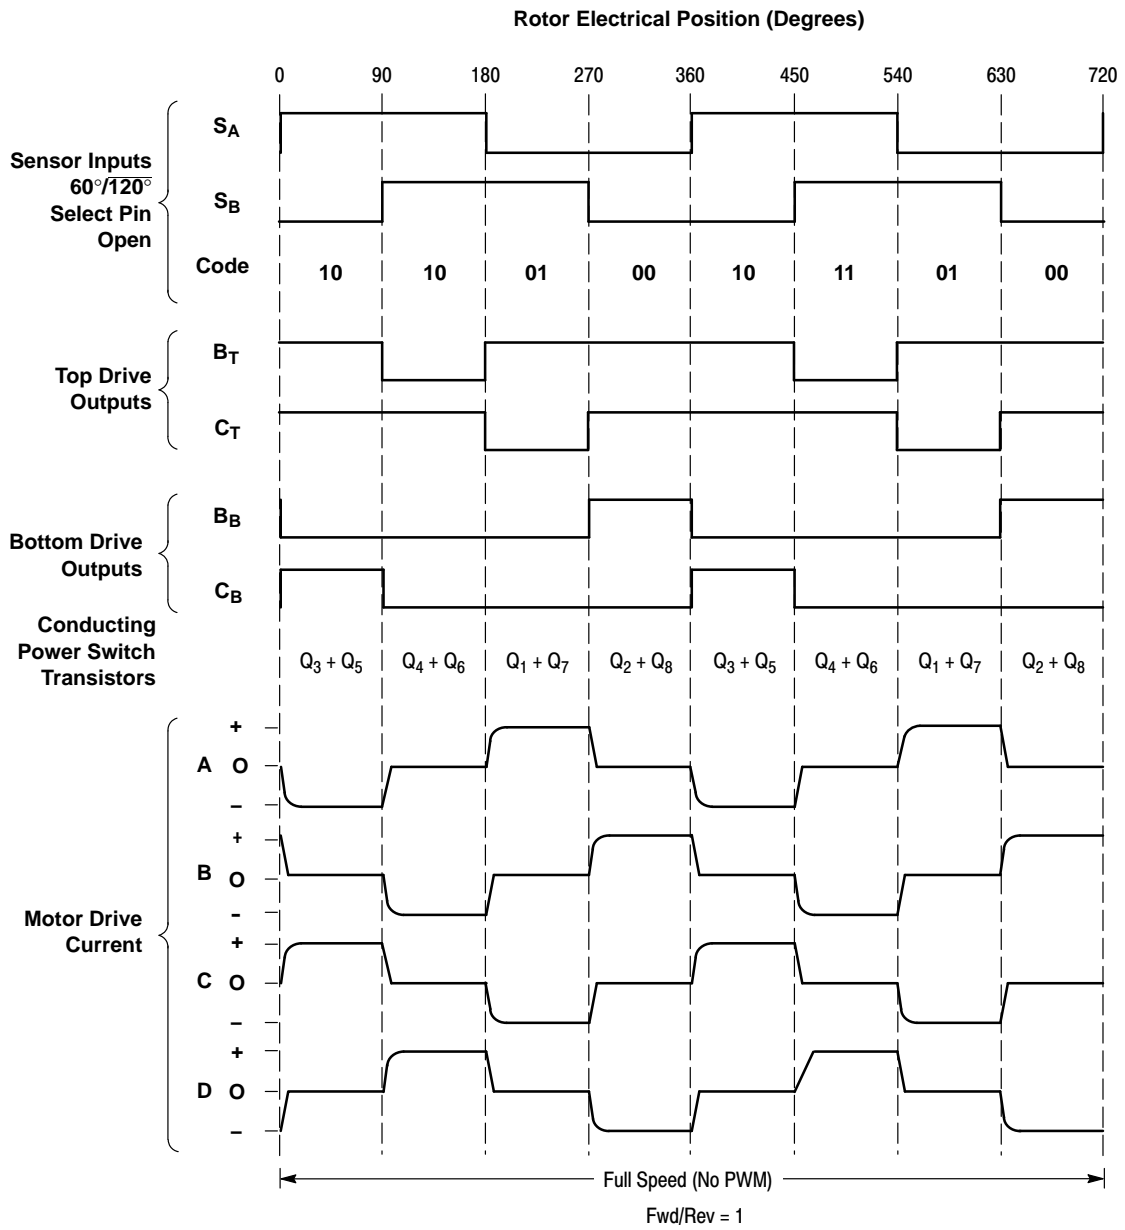 Rotor Electrical Position (Degrees)
0 90 180 270 360 450 540 630 720
Sensor Inputs
60°/120°
Select Pin
Open
SA
SB
Code 10 10 01 00 10 11 01 00
Top Drive
Outputs
BT
CT
Bottom Drive
Outputs
BB
CB
Conducting
Power Switch
Transistors
Q3 + Q5 Q4 + Q6 Q1 + Q7 Q2 + Q8 Q3 + Q5 Q4 + Q6 Q1 + Q7 Q2 + Q8
Motor Drive
Current
+
A O
–
+
B O
–
+
C O
–
+
D O
–
Full Speed (No PWM)
Fwd/Rev = 1